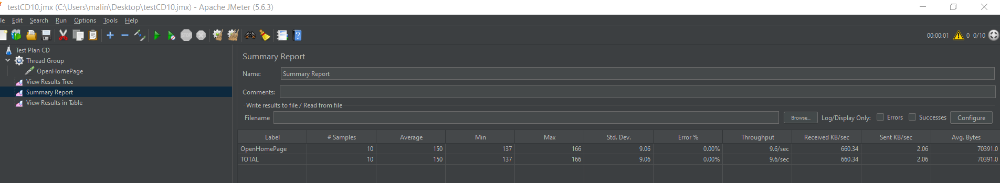 testCD10.jmx (C:\Users\malin\Desktop\testCD10.jmx) - Apache JMeter (5.6.3)
le Edit Search Run Options Tools Help
STOP 00:00:01 0 0/10
Test Plan CD
Thread Group
OpenHomePage
View Results Tree
Summary Report
View Results in Table
Summary Report
Name: Summary Report
Comments:
Write results to file / Read from file
Filename Browse... Log/Display Only: Errors Successes Configure
Label # Samples Average Min Max Std. Dev. Error % Throughput Received KB/sec Sent KB/sec Avg. Bytes
OpenHomePage 10 150 137 166 9.06 0.00% 9.6/sec 660.34 2.06 70391.0
TOTAL 10 150 137 166 9.06 0.00% 9.6/sec 660.34 2.06 70391.0